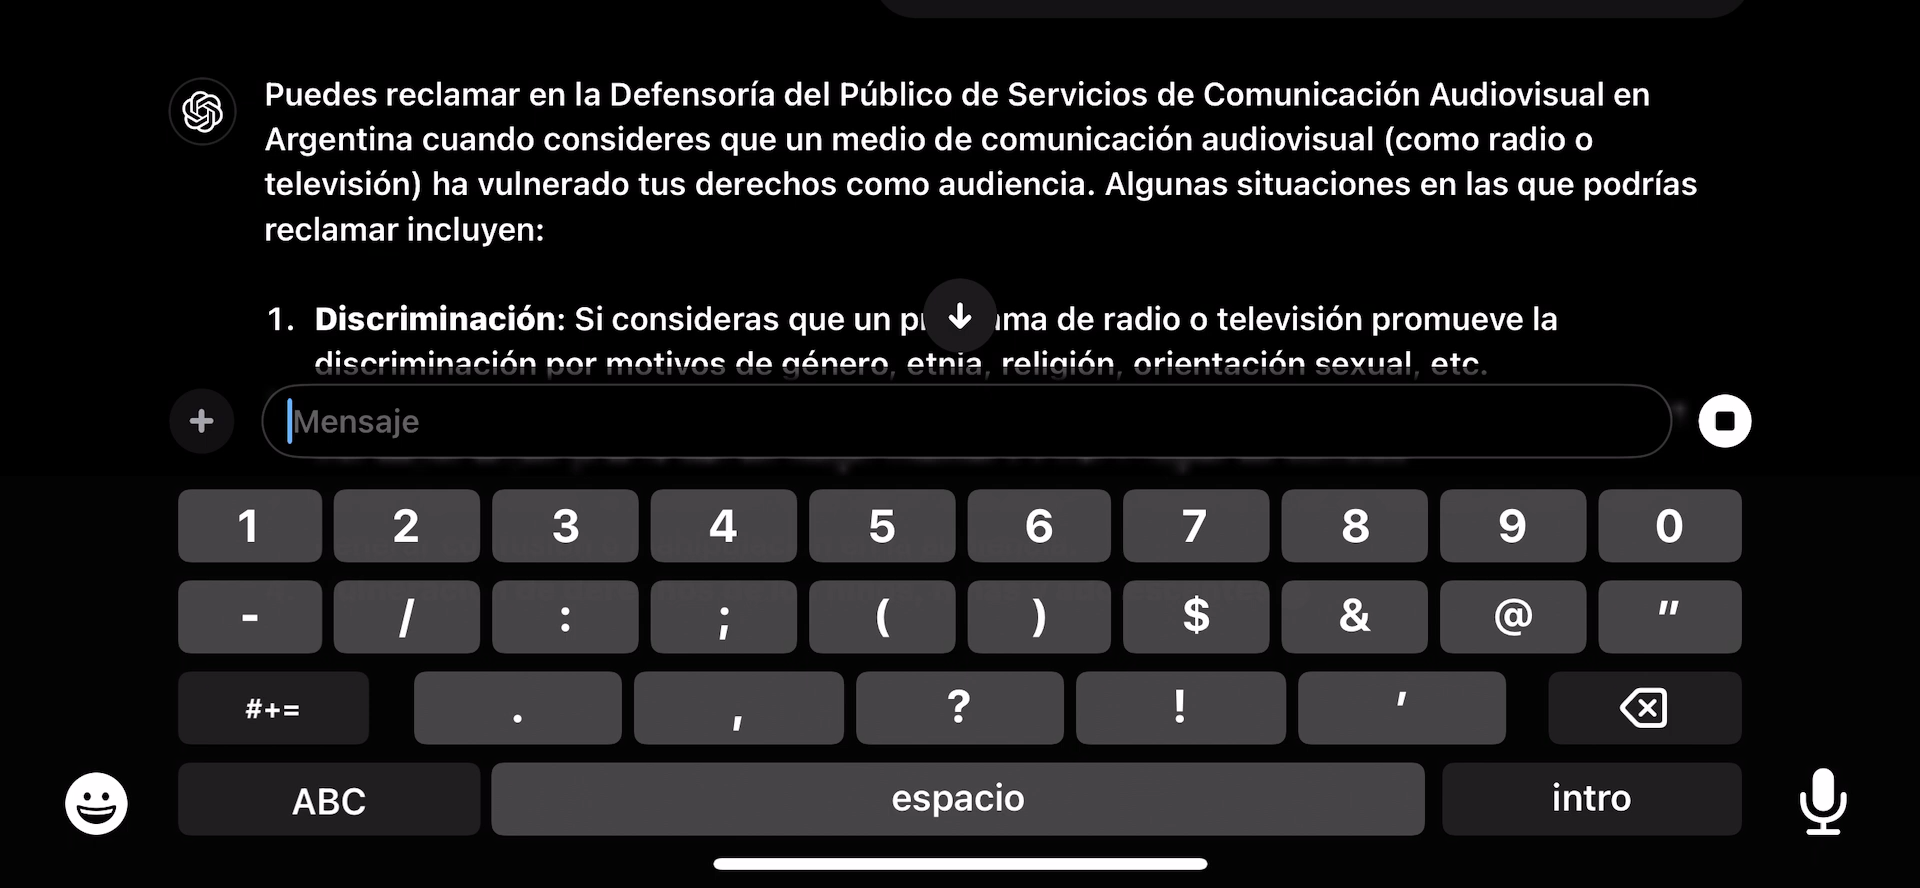 Puedes reclamar en la Defensoría del Público de Servicios de Comunicación Audiovisual en
Argentina cuando consideres que un medio de comunicación audiovisual (como radio o
televisión) ha vulnerado tus derechos como audiencia. Algunas situaciones en las que podrías
reclamar incluyen:
1. Discriminación: Si consideras que un de radio o televisión promueve la
discriminación por motivos de género, etnia, religión, orientación sexual, etc.
Mensaje
1 2 3 4 5 6 7 8 9 0
- / : ; ( ) $ & @ "
#+= . , ? ! '
ABC espacio intro